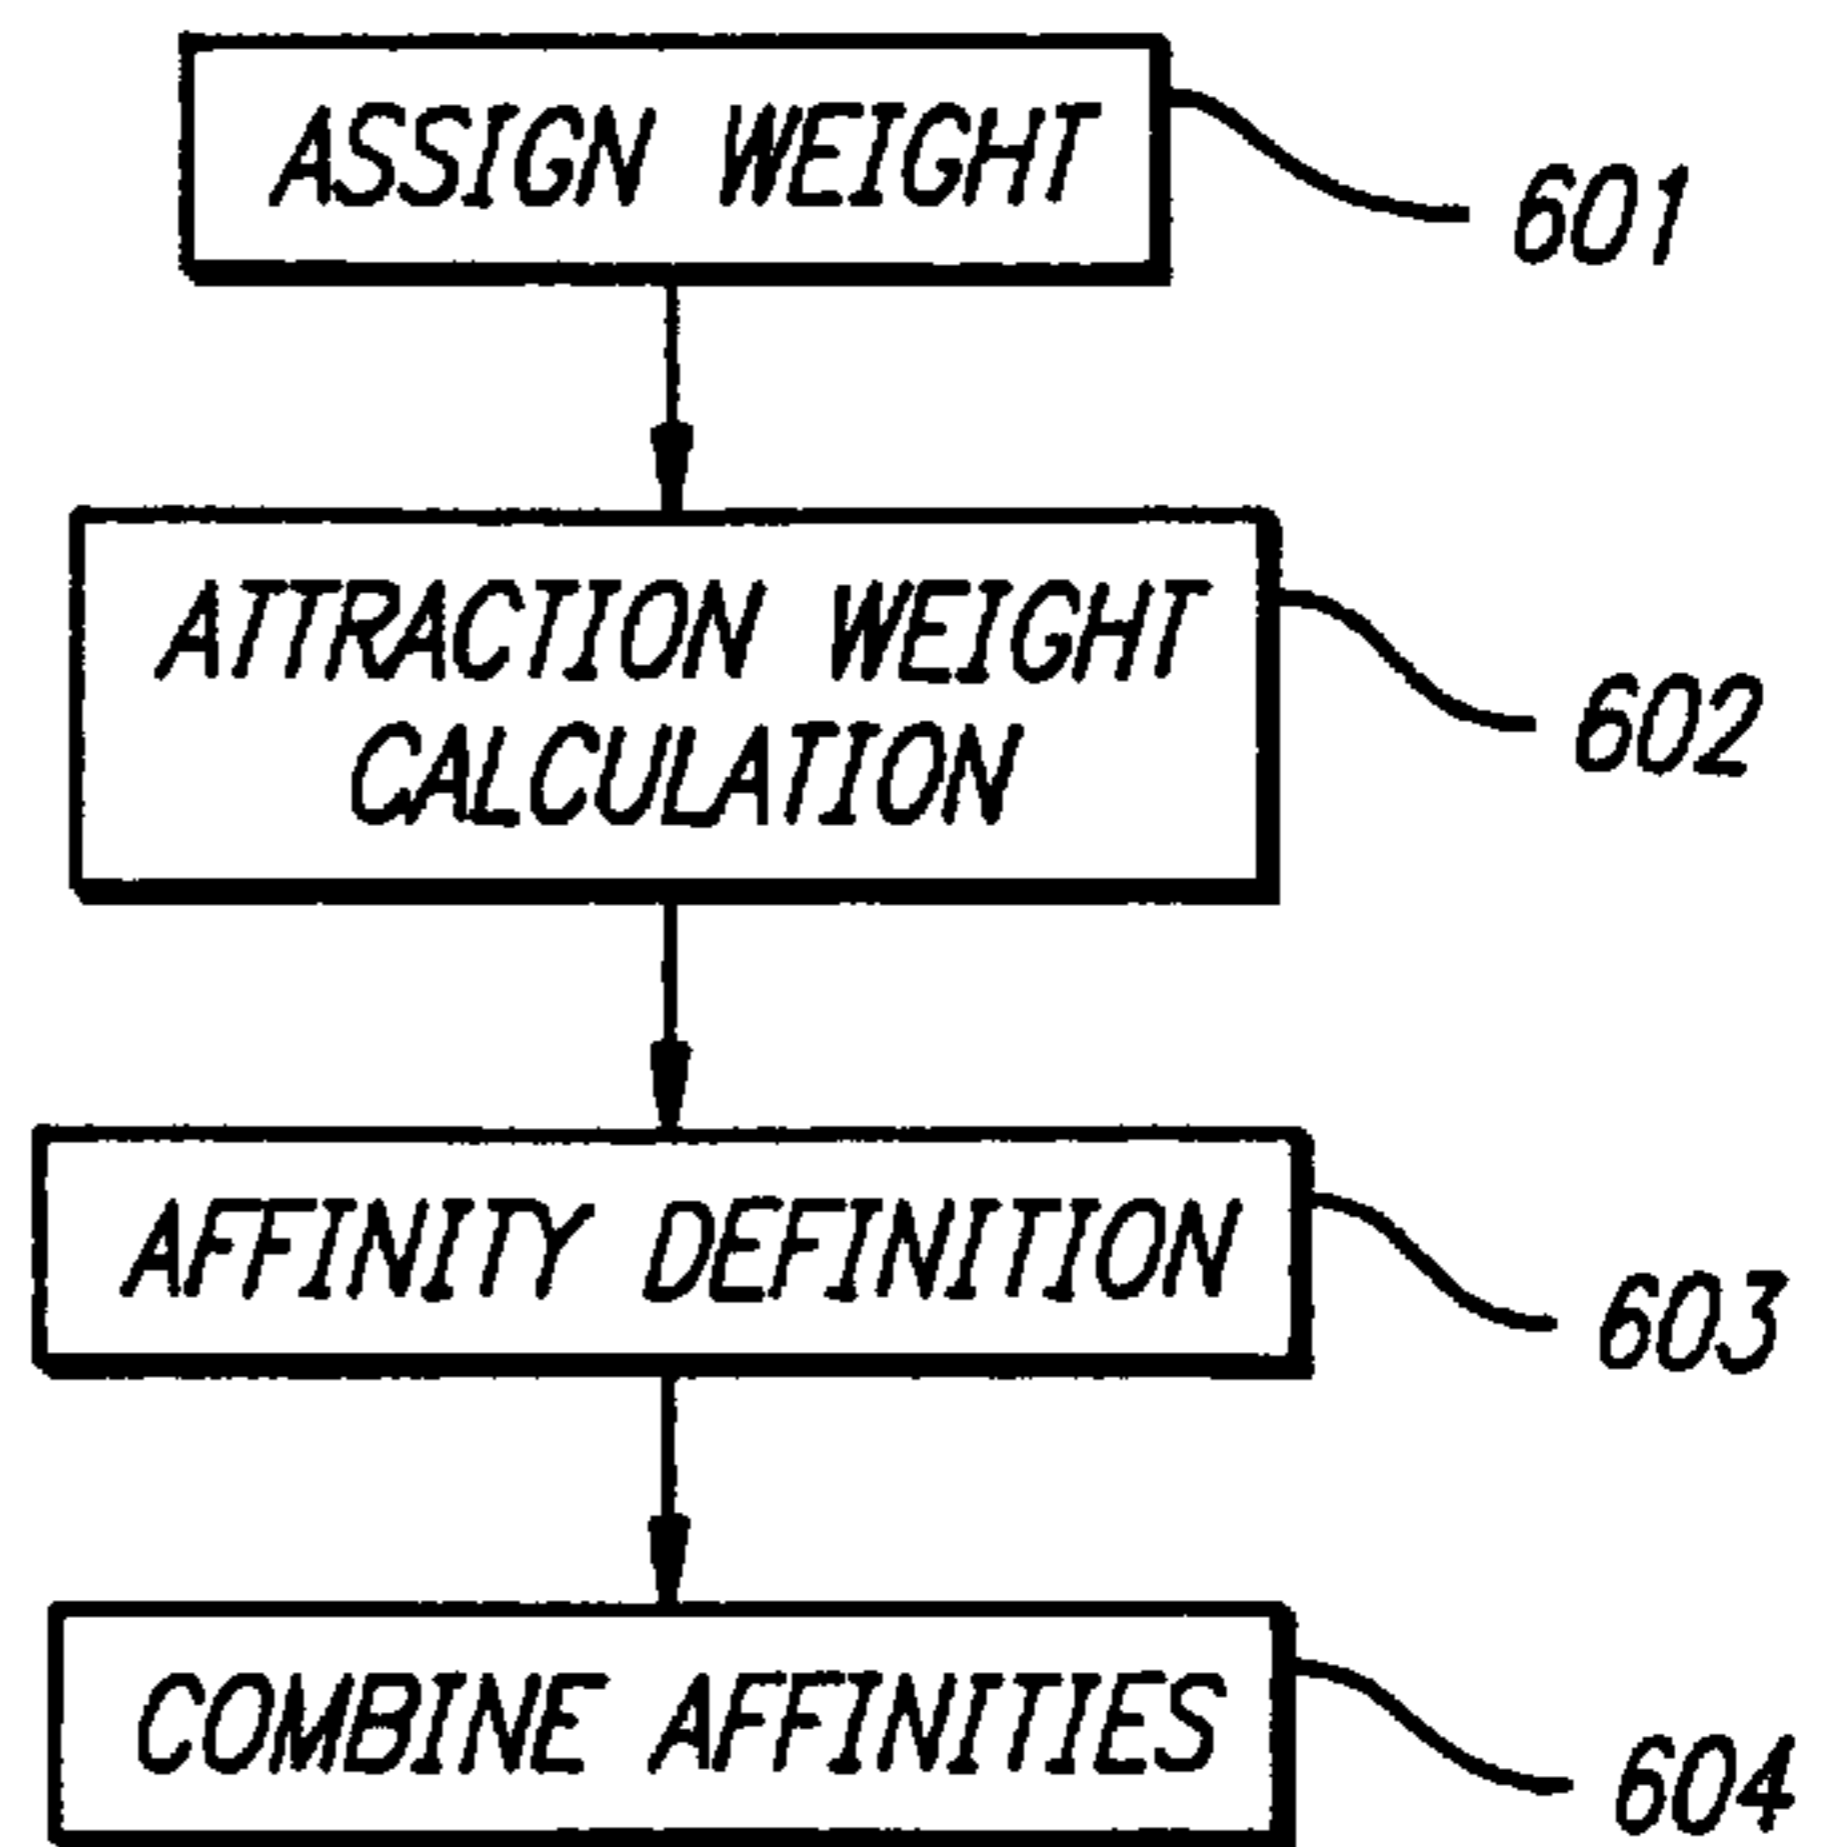 ASSIGN WEIGHT
601
ATTRACTION WEIGHT
CALCULATION
602
AFFINITY DEFINITION
603
COMBINE AFFINITIES
604